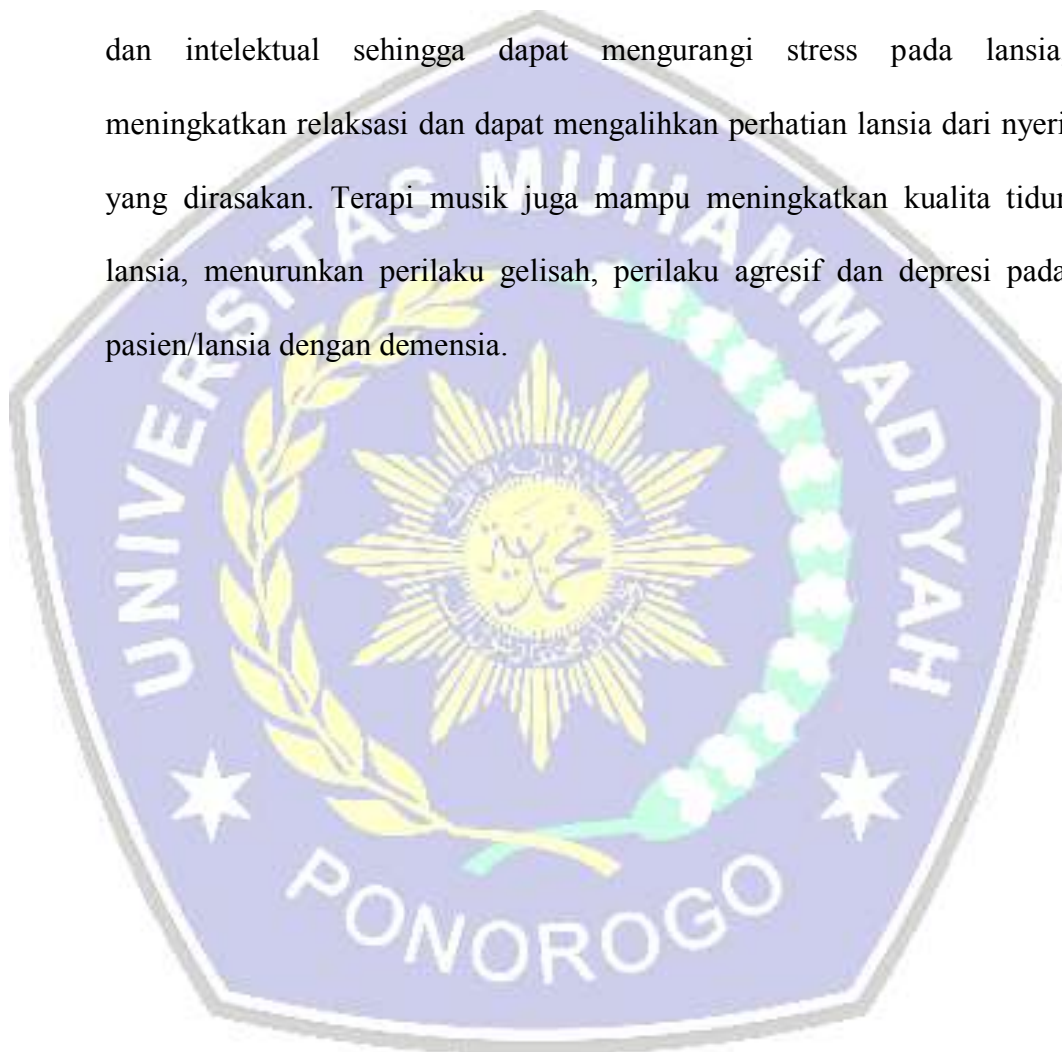 dan intelektual sehingga dapat mengurangi stress pada lansia
meningkatkan relaksasi dan dapat mengalihkan perhatian lansia dari nyeri
yang dirasakan. Terapi musik juga mampu meningkatkan kualita tidur
lansia, menurunkan perilaku gelisah, perilaku agresif dan depresi pada
pasien/lansia dengan demensia.
UNIVERSITAS MUHAMMADIYAH
PONOROGO